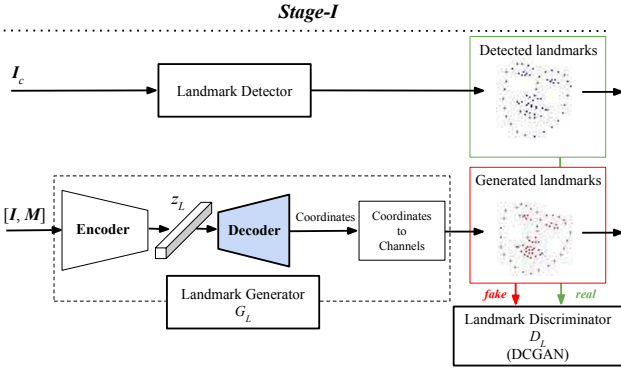 Stage-I
Detected landmarks
I_c
Landmark Detector
Generated landmarks
[I, M]
Encoder
z_L
Decoder
Coordinates
Coordinates
to
Channels
Landmark Generator
G_L
fake
real
Landmark Discriminator
D_L
(DCGAN)